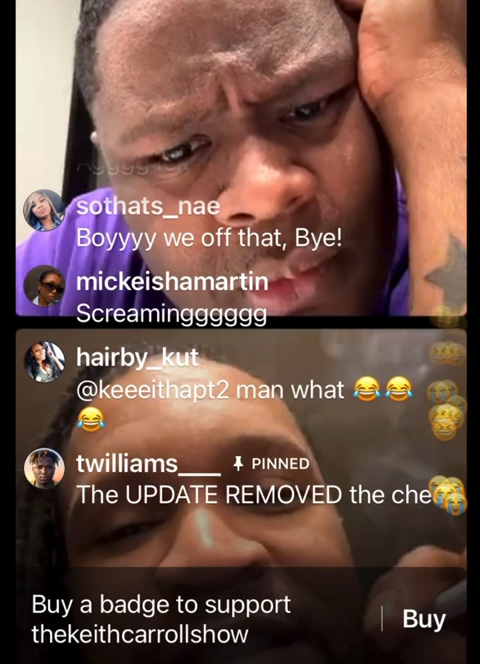 sothats_nae
Boyyyy we off that, Bye!
mickeishamartin
Screaminggggggg
hairby_kut
@keeeithapt2 man what 😂😂
😂
twilliams___ PINNED
The UPDATE REMOVED the che
Buy a badge to support
thekeithcarrollshow
Buy